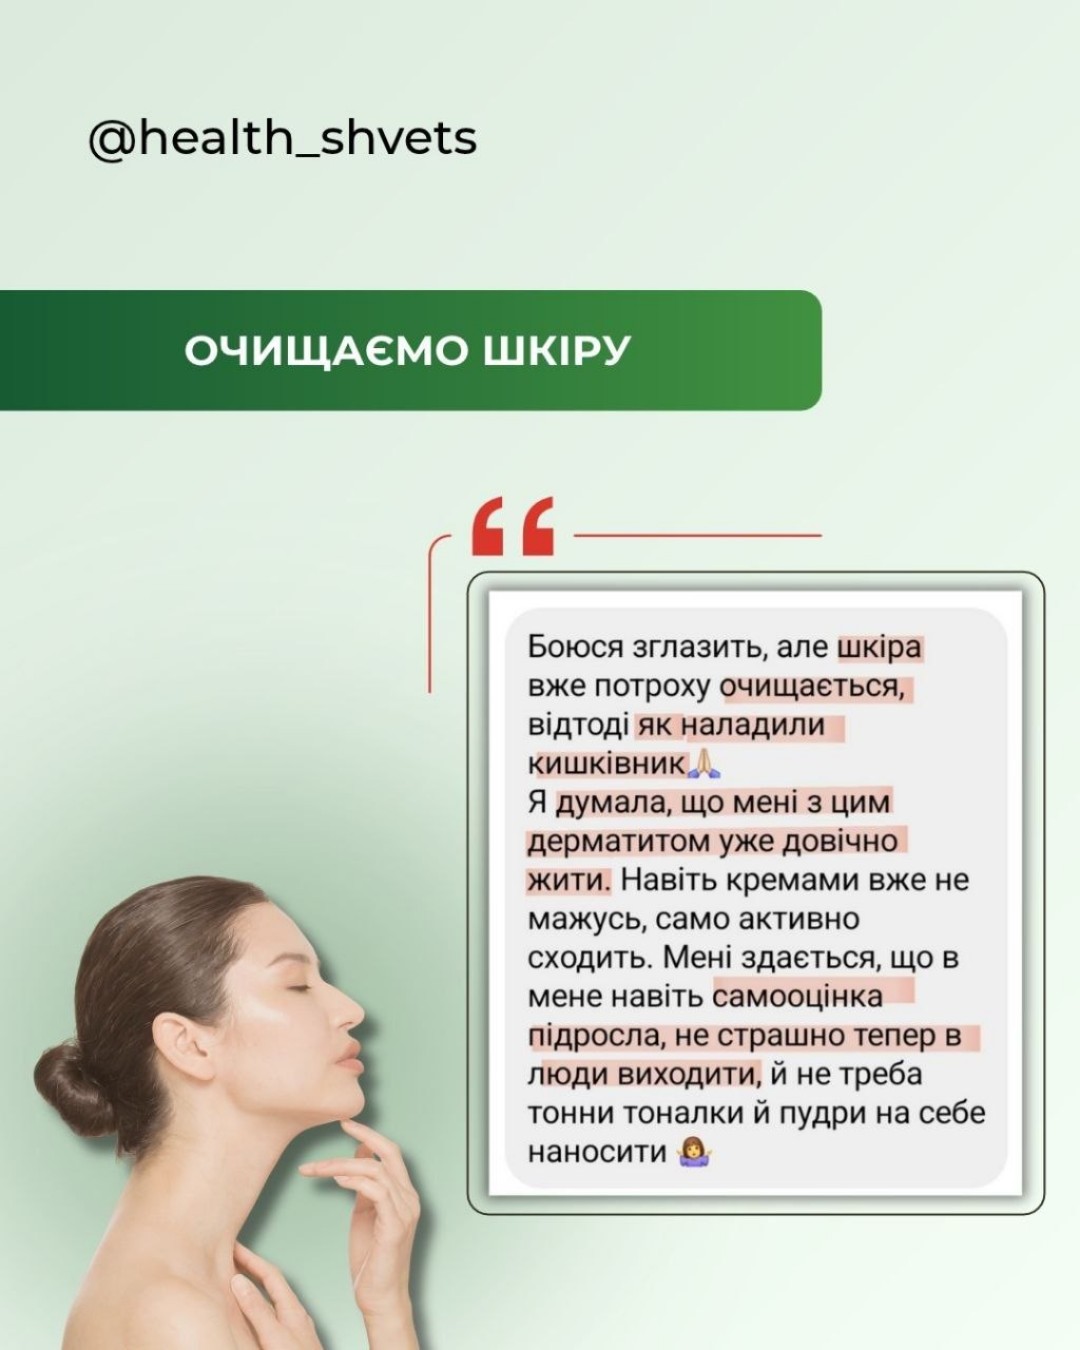 @health_shvets
ОЧИЩАЄМО ШКІРУ
Боюся зглазить, але шкіра
вже потроху очищається,
відтоді як наладили
кишківник🙏🏼
Я думала, що мені з цим
дерматитом уже довічно
жити. Навіть кремами вже не
мажусь, само активно
сходить. Мені здається, що в
мене навіть самооцінка
підросла, не страшно тепер в
люди виходити, й не треба
тонни тоналки й пудри на себе
наносити 🤷‍♀️